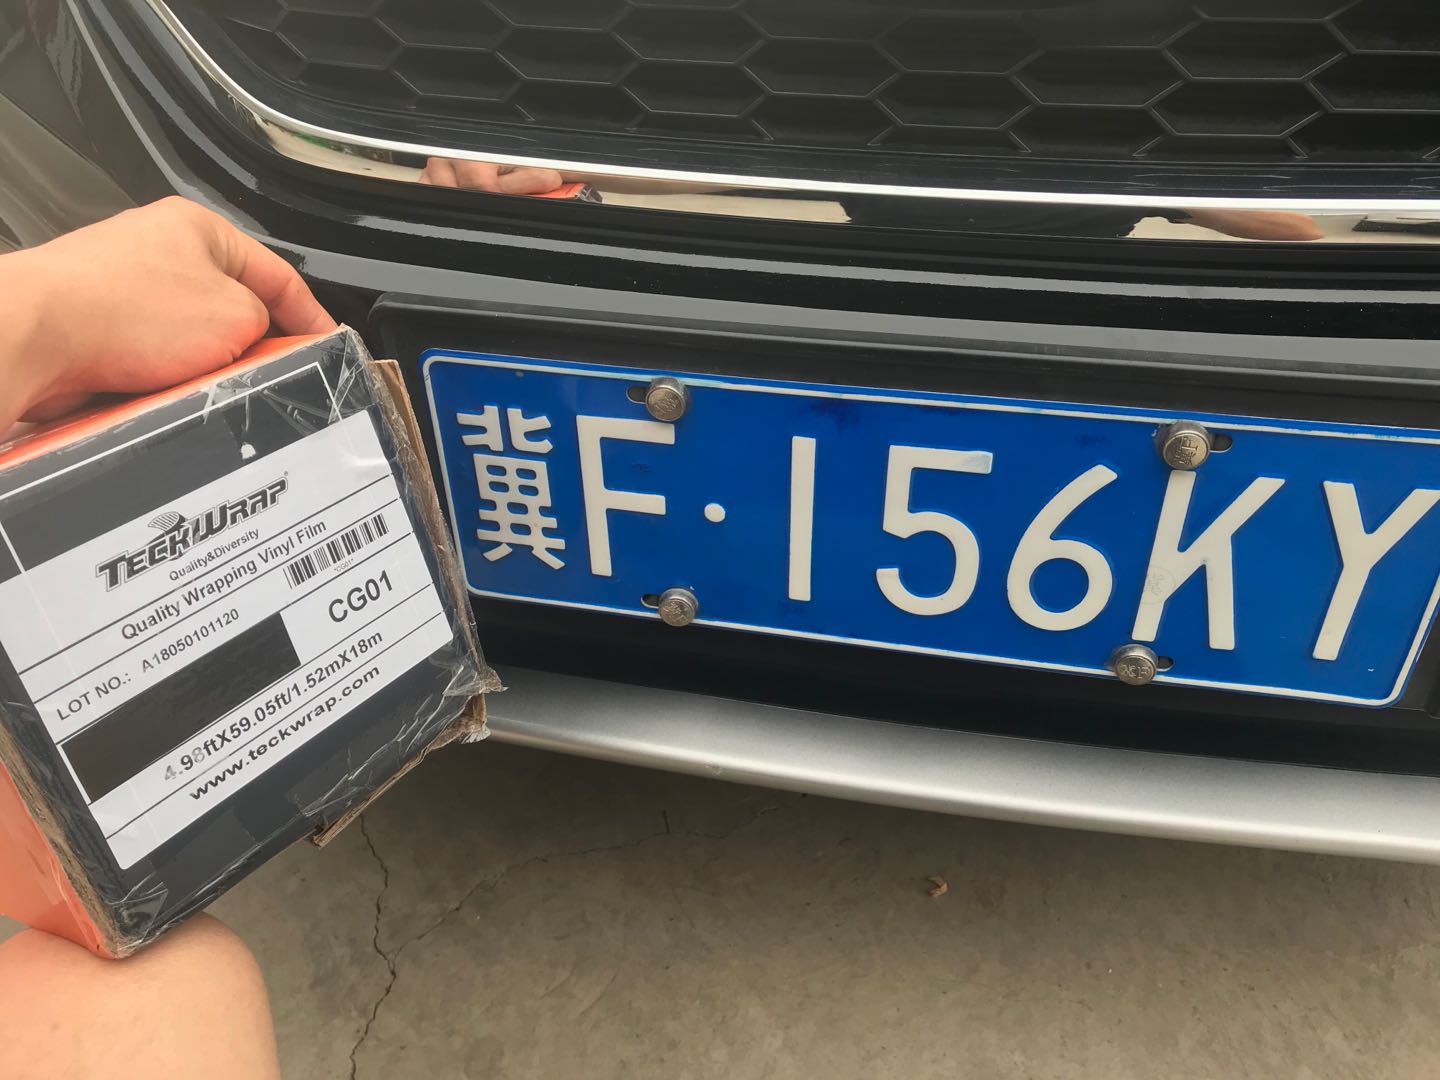 TECKWRAP®
Quality&Diversity
Quality Wrapping Vinyl Film
*CG01*
LOT NO.: A18050101120
CG01
4.98ftX59.05ft/1.52mX18m
www.teckwrap.com
冀F·156KY